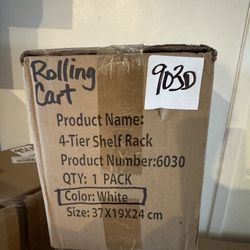 Rolling
Cart
903D
Product Name:
4-Tier Shelf Rack
Product Number:6030
QTY: 1 PACK
Color: White
Size: 37X19X24 cm